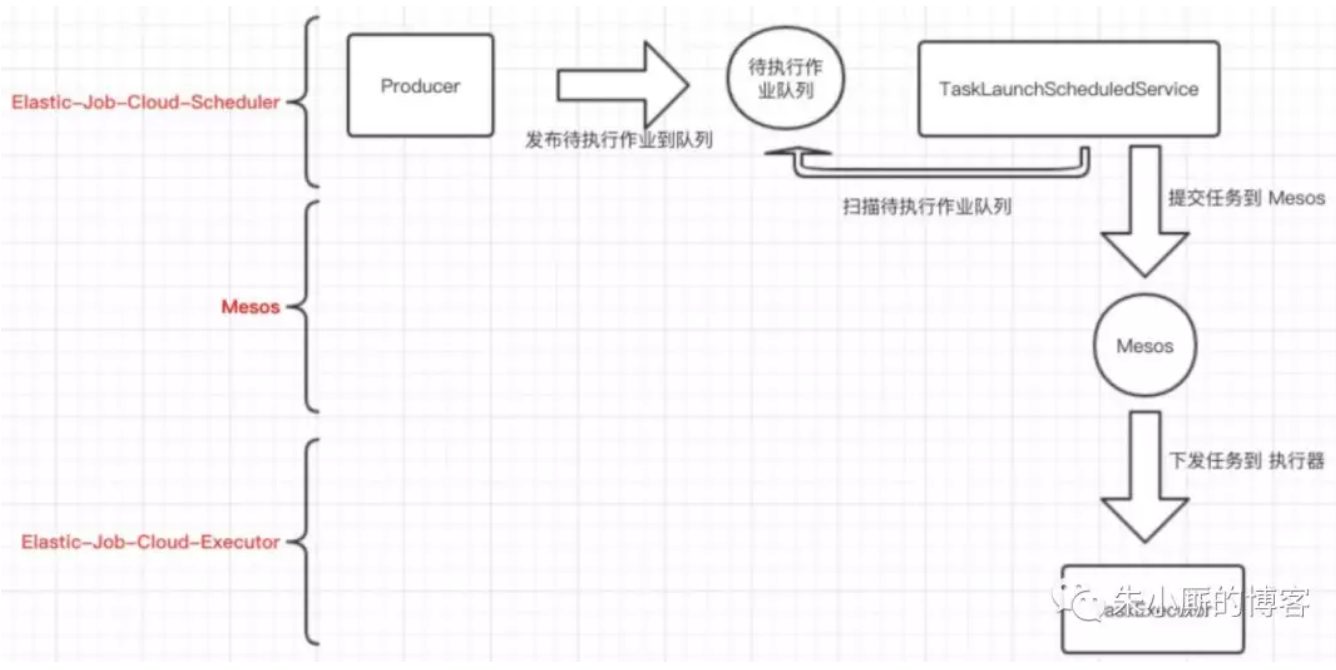 Elastic-Job-Cloud-Scheduler
Producer
发布待执行作业到队列
待执行作
业队列
TaskLaunchScheduledService
扫描待执行作业队列
提交任务到 Mesos
Mesos
Mesos
下发任务到 执行器
Elastic-Job-Cloud-Executor
TaskExecutor
朱小厮的博客